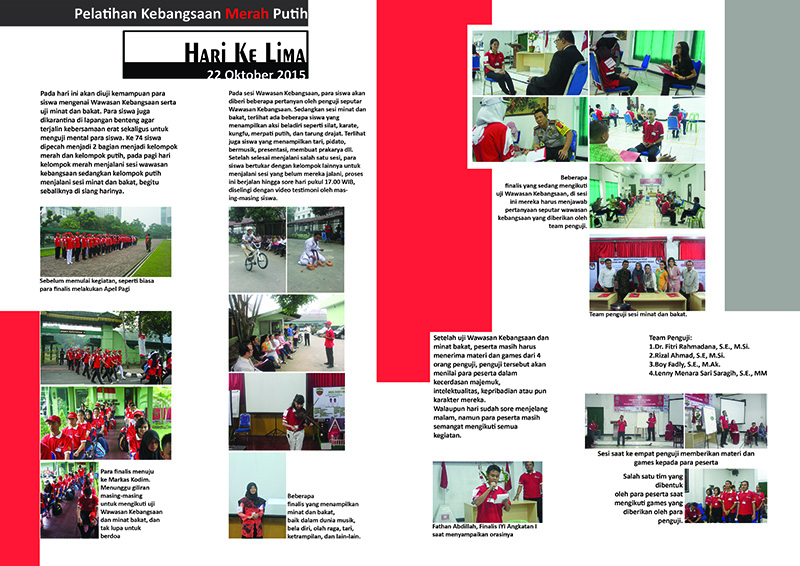 Pelatihan Kebangsaan Merah Putih
HARI KE LIMA
22 Oktober 2015
Pada hari ini akan diuji kemampuan para
siswa mengenai Wawasan Kebangsaan serta
uji minat dan bakat. Para siswa juga
dikarantina di lapangan benteng agar
terjalin kebersamaan erat sekaligus untuk
menguji mental para siswa. Ke 74 siswa
dipecah menjadi 2 bagian menjadi kelompok
merah dan kelompok putih, pada pagi hari
kelompok merah menjalani sesi wawasan
kebangsaan sedangkan kelompok putih
menjalani sesi minat dan bakat, begitu
sebaliknya di siang harinya.
Sebelum memulai kegiatan, seperti biasa
para finalis melakukan Apel Pagi
Para finalis menuju
ke Markas Kodim.
Menunggu giliran
masing-masing
untuk mengikuti uji
Wawasan Kebangsaan
dan minat bakat, dan
tak lupa untuk
berdoa
Pada sesi Wawasan Kebangsaan, para siswa akan
diberi beberapa pertanyan oleh penguji seputar
Wawasan Kebangsaan. Sedangkan sesi minat dan
bakat, terlihat ada beberapa siswa yang
menampilkan aksi beladiri seperti silat, karate,
kungfu, merpati putih, dan tarung drajat. Terlihat
juga siswa yang menampilkan tari, pidato,
bermusik, presentasi, membuat prakarya dll.
Setelah selesai menjalani salah satu sesi, para
siswa bertukar dengan kelompok lainnya untuk
menjalani sesi yang belum mereka jalani, proses
ini berjalan hingga sore hari pukul 17.00 WIB,
diselingi dengan video testimoni oleh mas-
ing-masing siswa.
Beberapa
finalis yang menampilkan
minat dan bakat,
baik dalam dunia musik,
bela diri, olah raga, tari,
ketrampilan, dan lain-lain.
Beberapa
finalis yang sedang mengikuti
uji Wawasan Kebangsaan, di sesi
ini mereka harus menjawab
pertanyaan seputar wawasan
kebangsaan yang diberikan oleh
team penguji.
Team penguji sesi minat dan bakat.
Setelah uji Wawasan Kebangsaan dan
minat bakat, peserta masih harus
menerima materi dan games dari 4
orang penguji, penguji tersebut akan
menilai para peserta dalam
kecerdasan majemuk,
intelektualitas, kepribadian atau pun
karakter mereka.
Walaupun hari sudah sore menjelang
malam, namun para peserta masih
semangat mengikuti semua
kegiatan.
Fathan Abdillah, Finalis IYI Angkatan I
saat menyampaikan orasinya
Team Penguji:
1.Dr. Fitri Rahmadana, S.E., M.Si.
2.Rizal Ahmad, S.E, M.Si.
3.Boy Fadly, S.E., M.Ak.
4.Lenny Menara Sari Saragih, S.E., MM
Sesi saat ke empat penguji memberikan materi dan
games kepada para peserta
Salah satu tim yang
dibentuk
oleh para peserta saat
mengikuti games yang
diberikan oleh para
penguji.